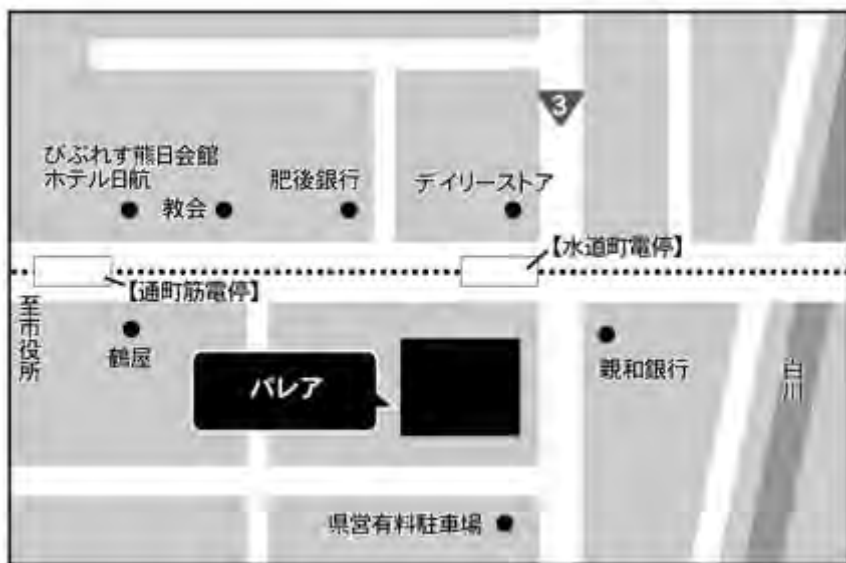 3
びぷれす熊日会館
ホテル日航
教会
肥後銀行
デイリーストア
【水道町電停】
【通町筋電停】
至市役所
鶴屋
パレア
親和銀行
白川
県営有料駐車場